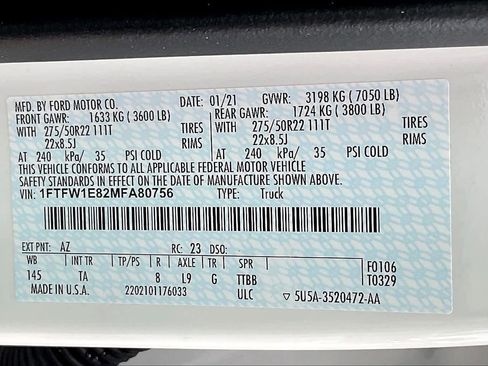 MFD. BY FORD MOTOR CO. DATE: 01/21 GVWR: 3198 KG ( 7050 LB)
FRONT GAWR: 1633 KG ( 3600 LB) REAR GAWR: 1724 KG ( 3800 LB)
WITH 275/50R22 111T TIRES WITH 275/50R22 111T TIRES
22x8.5J RIMS 22x8.5J RIMS
AT 240 kPa/ 35 PSI COLD AT 240 kPa/ 35 PSI COLD
THIS VEHICLE CONFORMS TO ALL APPLICABLE FEDERAL MOTOR VEHICLE
SAFETY STANDARDS IN EFFECT ON THE DATE OF MANUFACTURE SHOWN ABOVE.
VIN: 1FTFW1E82MFA80756 TYPE: Truck
EXT PNT: AZ RC: 23 DSO:
WB INT TR TP/PS R AXLE TR SPR F0106
145 TA 8 L9 G TTBB T0329
MADE IN U.S.A. 2202101176033 ULC ▽ 5U5A-3520472-AA